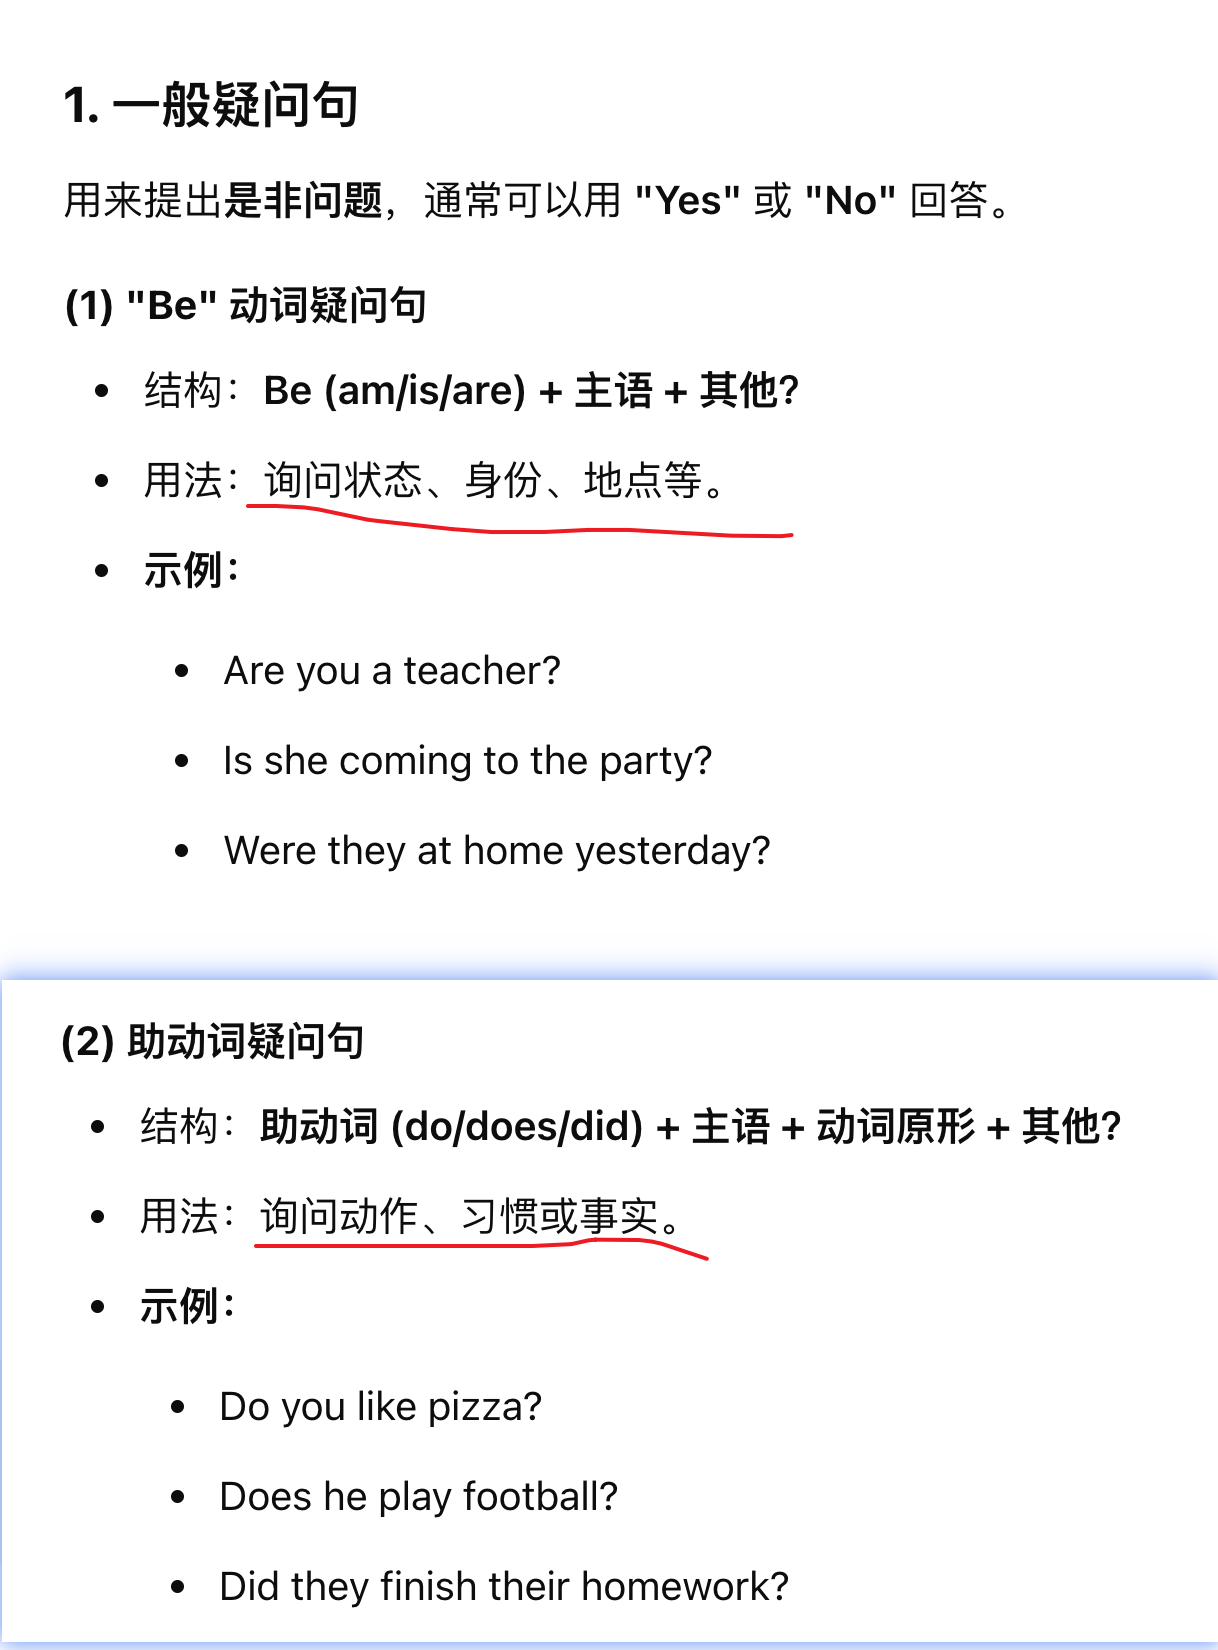 1. 一般疑问句
用来提出是非问题，通常可以用 "Yes" 或 "No" 回答。
(1) "Be" 动词疑问句
• 结构：Be (am/is/are) + 主语 + 其他?
• 用法：询问状态、身份、地点等。
• 示例：
• Are you a teacher?
• Is she coming to the party?
• Were they at home yesterday?
(2) 助动词疑问句
• 结构：助动词 (do/does/did) + 主语 + 动词原形 + 其他?
• 用法：询问动作、习惯或事实。
• 示例：
• Do you like pizza?
• Does he play football?
• Did they finish their homework?